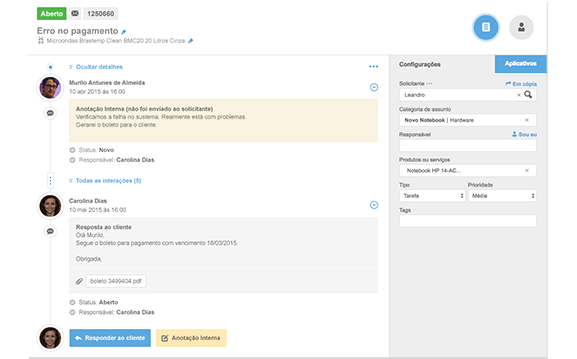 Aberto 1250660
Erro no pagamento
Microondas Brastemp Clean BMC20 20 Litros Cinza
Ocultar detalhes
Murilo Antunes de Almeida
10 abr 2015 às 16:00
Anotação Interna (não foi enviado ao solicitante)
Verificamos a falha no sustema. Realmente está com problemas.
Gerarei o boleto para o cliente.
Status: Novo
Responsável: Carolina Dias
Todas as interações (5)
Carolina Dias
10 mai 2015 às 16:00
Resposta ao cliente
Olá Murilo,
Segue o boleto para pagamento com vencimento 16/03/2015.
Obrigada,
boleto.3499404.pdf
Status: Aberto
Responsável: Carolina Dias
Responder ao cliente
Anotação Interna
Configurações
Aplicativos
Solicitante
Em cópia
Leandro
Categoria de assunto
Novo Notebook | Hardware
Responsável
Sou eu
Produtos ou serviços
Notebook HP 14-AC...
Tipo Prioridade
Tarefa Média
Tags